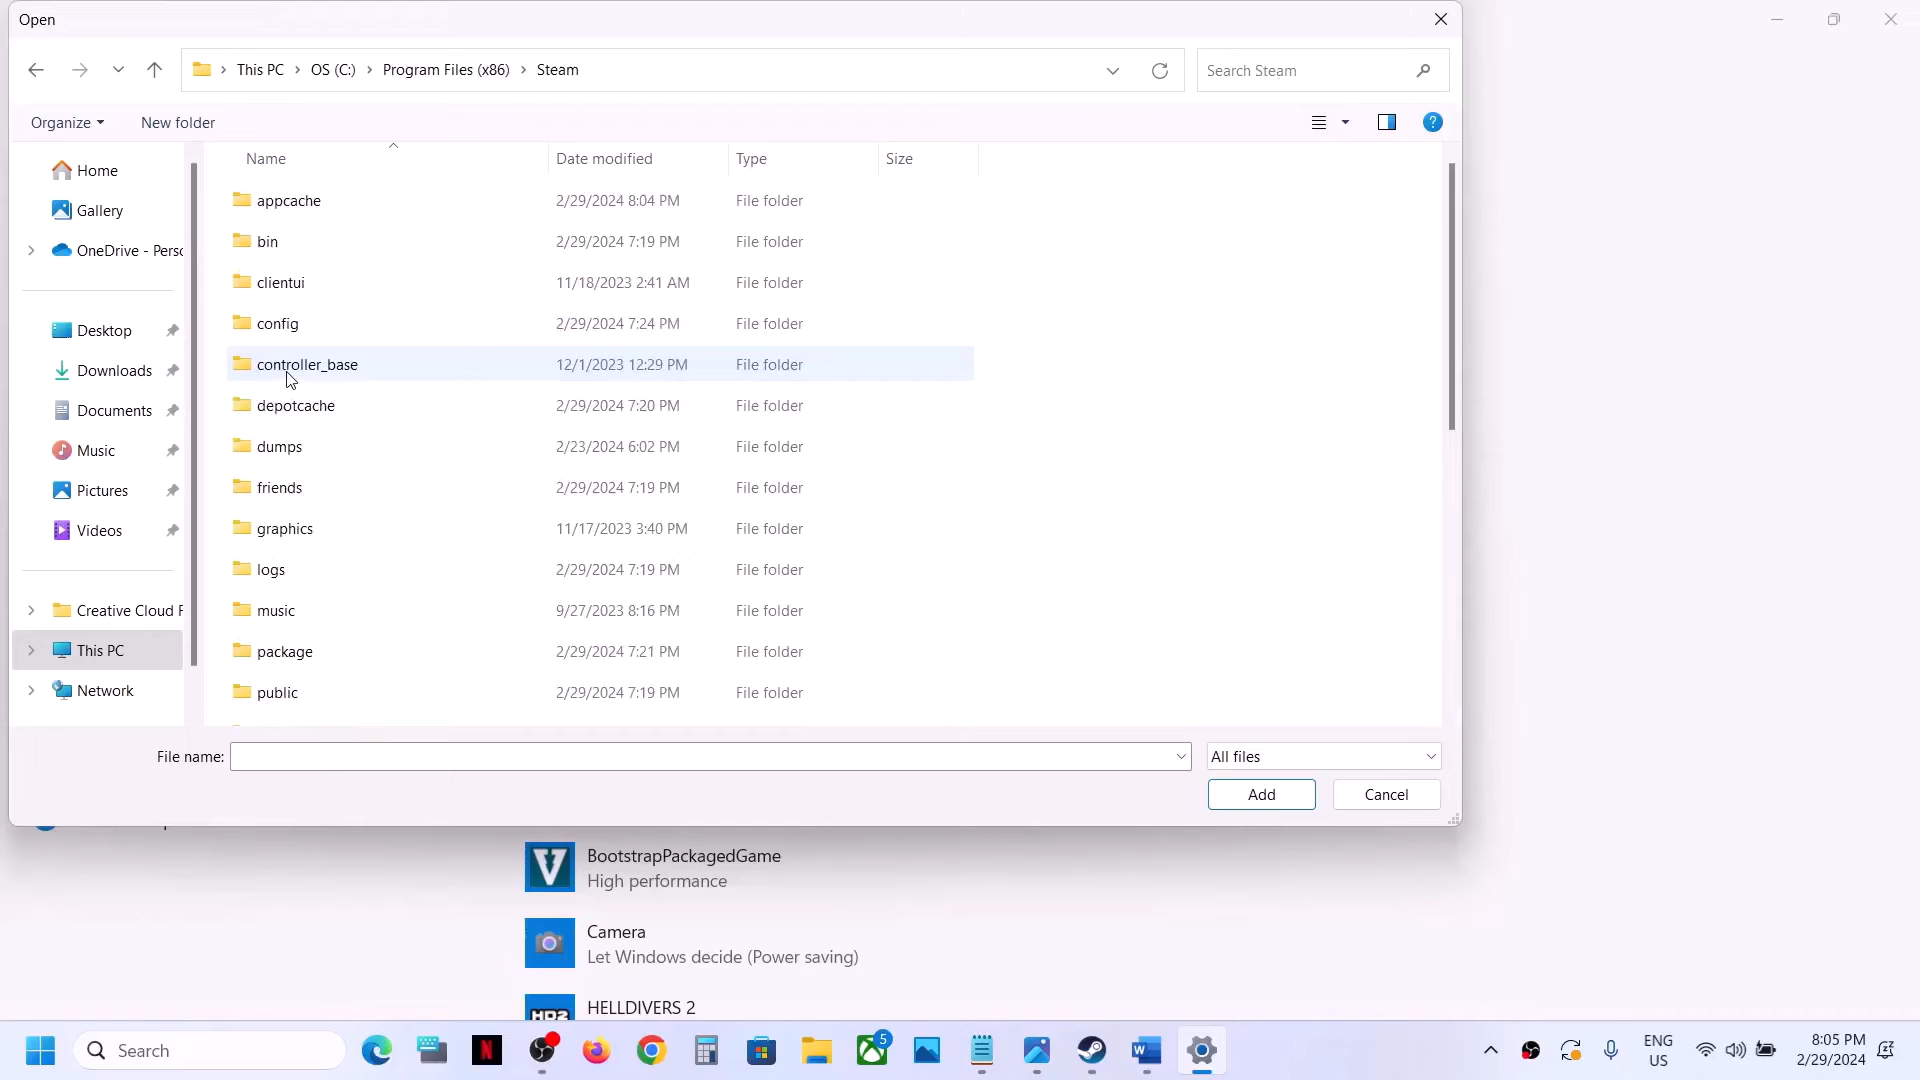 Open
This PC > OS (C:) > Program Files (x86) > Steam
Search Steam
Organize
New folder
Name
Date modified
Type
Size
Home
Gallery
OneDrive - Perso
Desktop
Downloads
Documents
Music
Pictures
Videos
Creative Cloud F
This PC
Network
appcache 2/29/2024 8:04 PM File folder
bin 2/29/2024 7:19 PM File folder
clientui 11/18/2023 2:41 AM File folder
config 2/29/2024 7:24 PM File folder
controller_base 12/1/2023 12:29 PM File folder
depotcache 2/29/2024 7:20 PM File folder
dumps 2/23/2024 6:02 PM File folder
friends 2/29/2024 7:19 PM File folder
graphics 11/17/2023 3:40 PM File folder
logs 2/29/2024 7:19 PM File folder
music 9/27/2023 8:16 PM File folder
package 2/29/2024 7:21 PM File folder
public 2/29/2024 7:19 PM File folder
File name:
All files
Add
Cancel
BootstrapPackagedGame
High performance
Camera
Let Windows decide (Power saving)
HELLDIVERS 2
HD2
Search
5
ENG
US
8:05 PM
2/29/2024